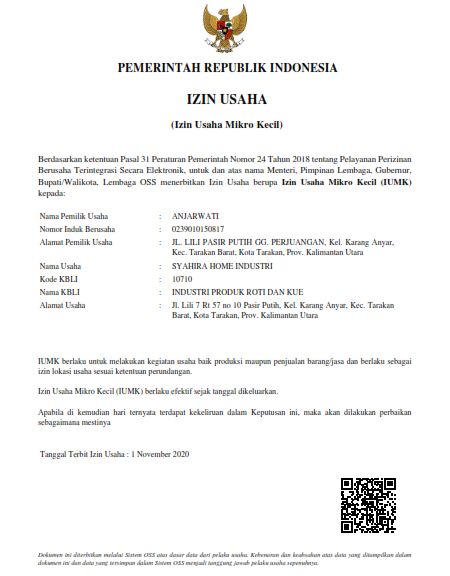 PEMERINTAH REPUBLIK INDONESIA
IZIN USAHA
(Izin Usaha Mikro Kecil)
Berdasarkan ketentuan Pasal 31 Peraturan Pemerintah Nomor 24 Tahun 2018 tentang Pelayanan Perizinan
Berusaha Terintegrasi Secara Elektronik, untuk dan atas nama Menteri, Pimpinan Lembaga, Gubernur,
Bupati/Walikota, Lembaga OSS menerbitkan Izin Usaha berupa Izin Usaha Mikro Kecil (IUMK)
kepada:
Nama Pemilik Usaha : ANJARWATI
Nomor Induk Berusaha : 0239010150817
Alamat Pemilik Usaha : JL. LILI PASIR PUTIH GG. PERJUANGAN, Kel. Karang Anyar,
Kec. Tarakan Barat, Kota Tarakan, Prov. Kalimantan Utara
Nama Usaha : SYAHIRA HOME INDUSTRI
Kode KBLI : 10710
Nama KBLI : INDUSTRI PRODUK ROTI DAN KUE
Alamat Usaha : Jl. Lili 7 Rt 57 no 10 Pasir Putih, Kel. Karang Anyar, Kec. Tarakan
Barat, Kota Tarakan, Prov. Kalimantan Utara
IUMK berlaku untuk melakukan kegiatan usaha baik produksi maupun penjualan barang/jasa dan berlaku sebagai
izin lokasi usaha sesuai ketentuan perundangan.
Izin Usaha Mikro Kecil (IUMK) berlaku efektif sejak tanggal dikeluarkan.
Apabila di kemudian hari ternyata terdapat kekeliruan dalam Keputusan ini, maka akan dilakukan perbaikan
sebagaimana mestinya
Tanggal Terbit Izin Usaha : 1 November 2020
Dokumen ini diterbitkan melalui Sistem OSS atas dasar data dari pelaku usaha. Kebenaran dan keabsahan atas data yang ditampilkan dalam
dokumen ini dan data yang tersimpan dalam Sistem OSS menjadi tanggung jawab pelaku usaha sepenuhnya.